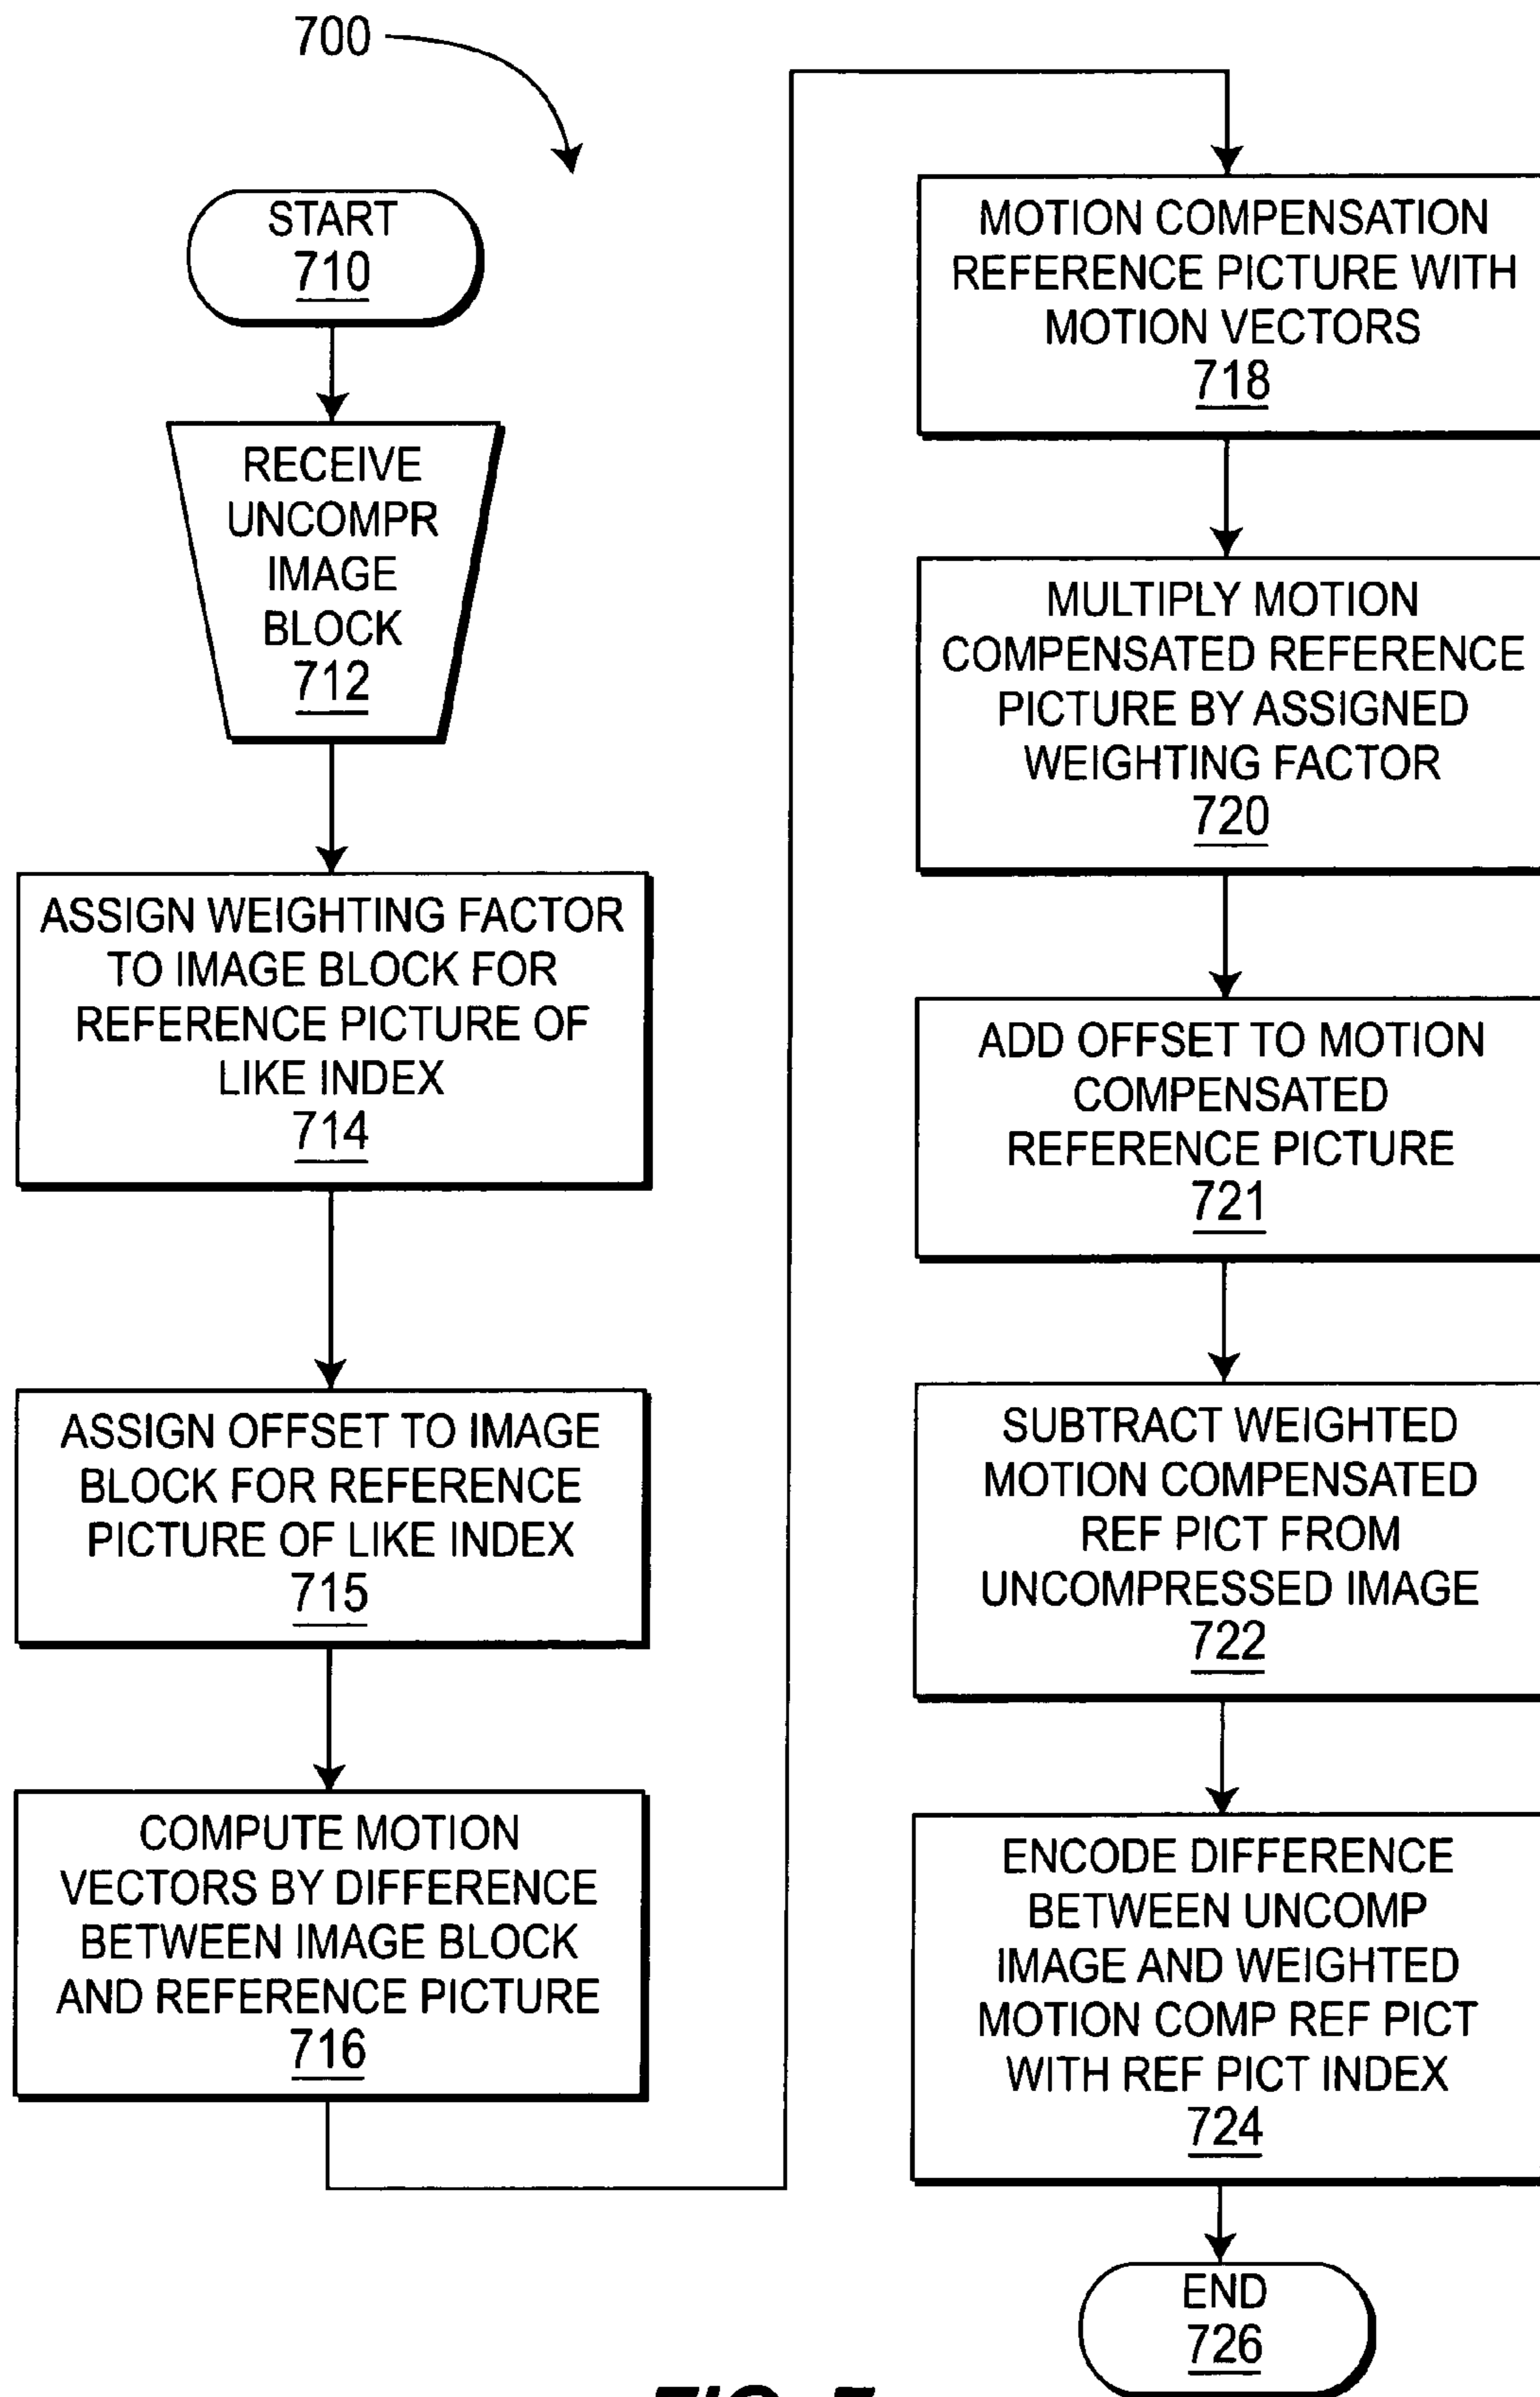 700
START
710
RECEIVE
UNCOMPR
IMAGE
BLOCK
712
ASSIGN WEIGHTING FACTOR
TO IMAGE BLOCK FOR
REFERENCE PICTURE OF
LIKE INDEX
714
ASSIGN OFFSET TO IMAGE
BLOCK FOR REFERENCE
PICTURE OF LIKE INDEX
715
COMPUTE MOTION
VECTORS BY DIFFERENCE
BETWEEN IMAGE BLOCK
AND REFERENCE PICTURE
716
MOTION COMPENSATION
REFERENCE PICTURE WITH
MOTION VECTORS
718
MULTIPLY MOTION
COMPENSATED REFERENCE
PICTURE BY ASSIGNED
WEIGHTING FACTOR
720
ADD OFFSET TO MOTION
COMPENSATED
REFERENCE PICTURE
721
SUBTRACT WEIGHTED
MOTION COMPENSATED
REF PICT FROM
UNCOMPRESSED IMAGE
722
ENCODE DIFFERENCE
BETWEEN UNCOMP
IMAGE AND WEIGHTED
MOTION COMP REF PICT
WITH REF PICT INDEX
724
END
726